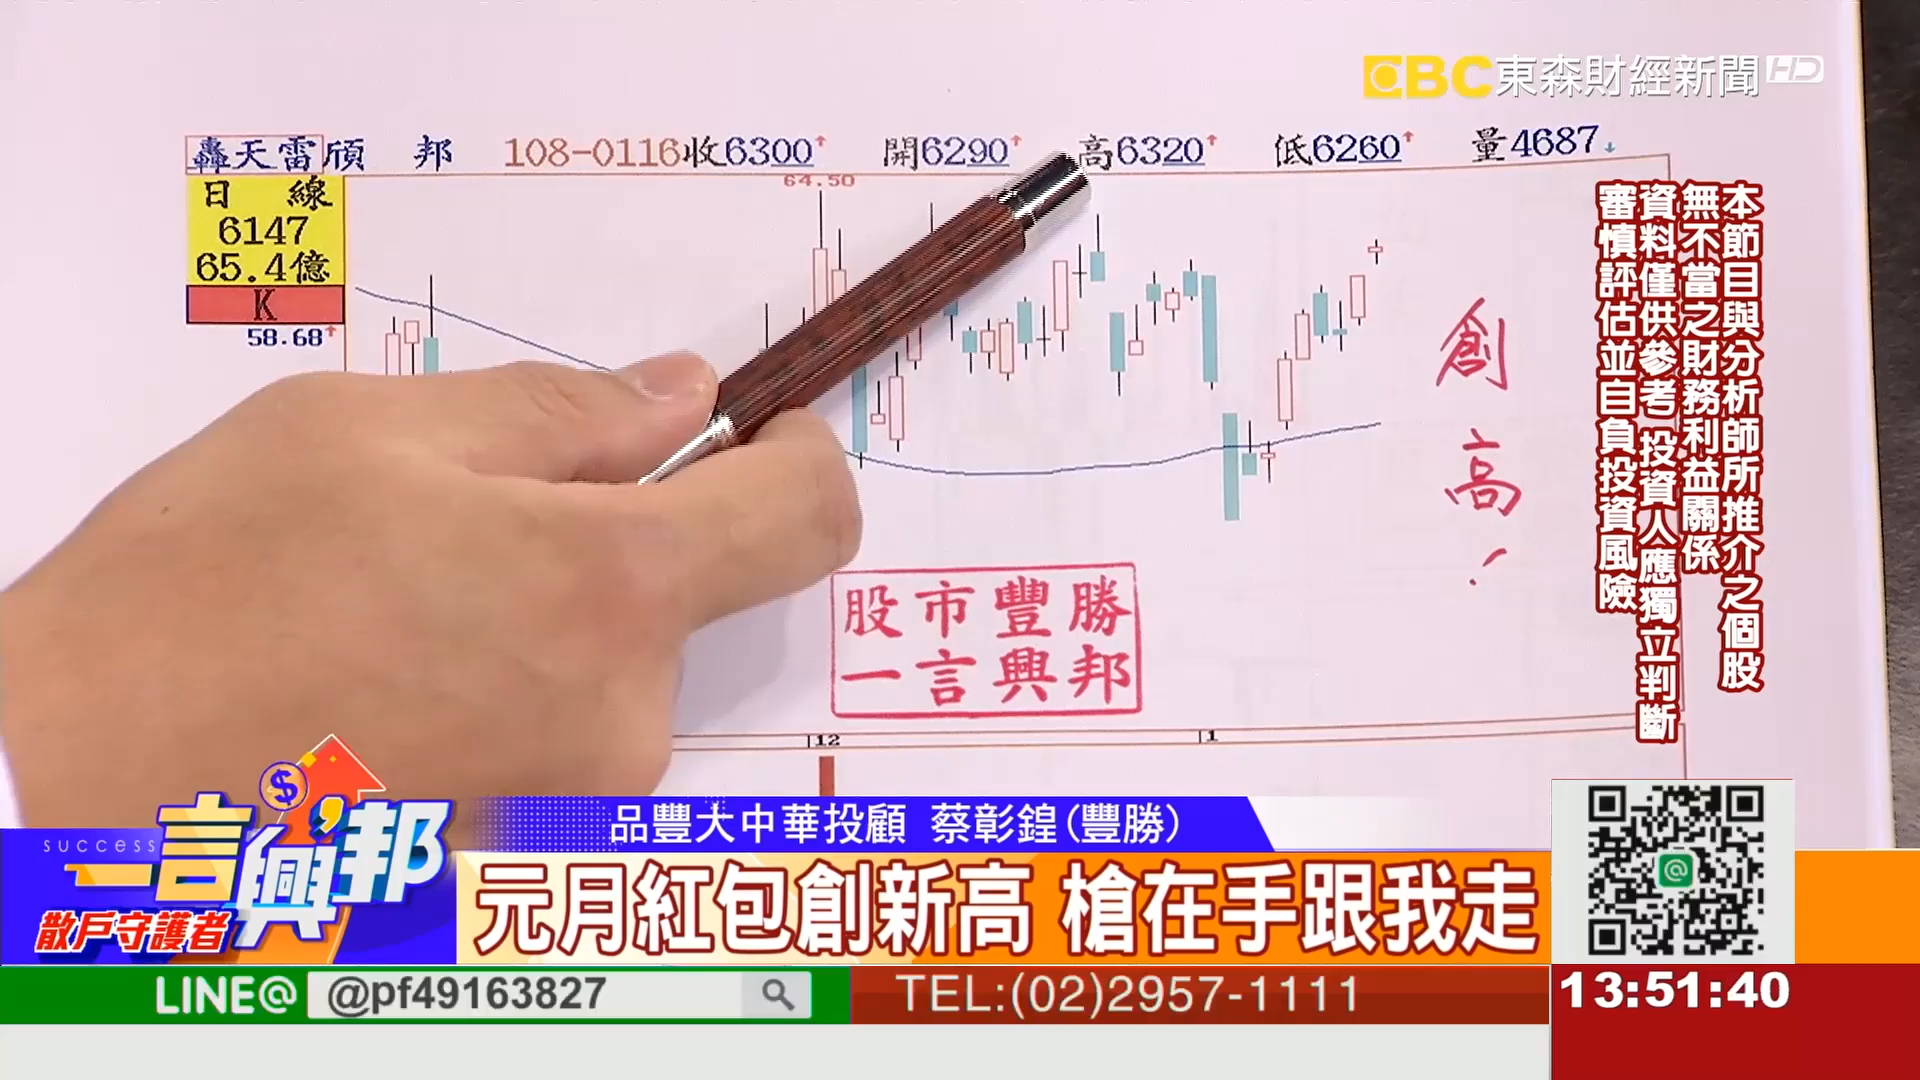 EBC東森財經新聞HD
轟天雷頎 邦 108-0116收6300↑ 開6290↑ 高6320↑ 低6260↑ 量4687↓
64.50
日 線
6147
65.4億
K
58.68↑
創高!
本節目與分析師所推介之個股
無不當之財務利益關係
資料僅供參考 投資人應獨立判斷
審慎評估並自負投資風險
股市豐勝
一言興邦
12
1
品豐大中華投顧 蔡彰鍠(豐勝)
success
一言興邦
散戶守護者
元月紅包創新高 槍在手跟我走
LINE@ @pf49163827
TEL:(02)2957-1111
13:51:40